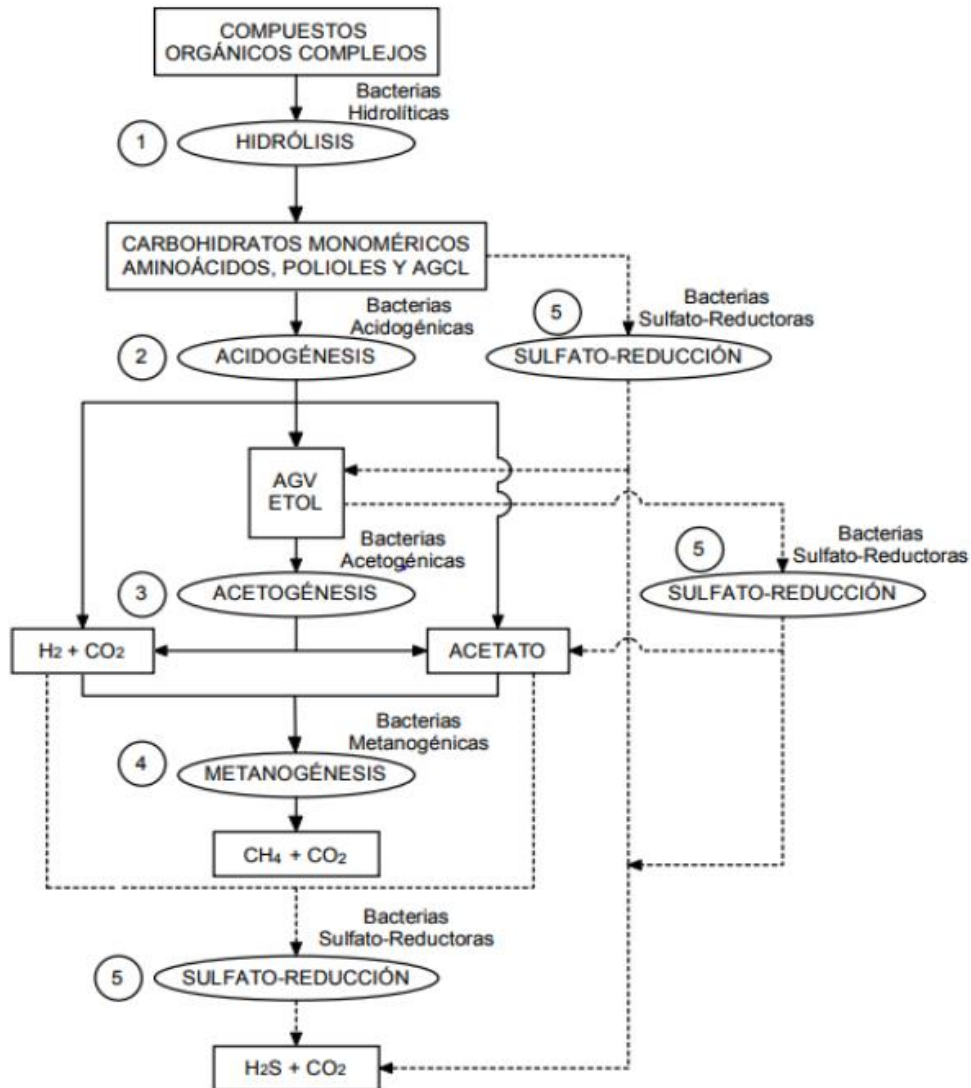 COMPUESTOS
ORGÁNICOS COMPLEJOS
Bacterias
Hidrolíticas
1
HIDRÓLISIS
CARBOHIDRATOS MONOMÉRICOS
AMINOÁCIDOS, POLIOLES Y AGCL
Bacterias
Acidogénicas
2
ACIDOGÉNESIS
5
Bacterias
Sulfato-Reductoras
SULFATO-REDUCCIÓN
AGV
ETOL
Bacterias
Acetogénicas
3
ACETOGÉNESIS
5
Bacterias
Sulfato-Reductoras
SULFATO-REDUCCIÓN
H2 + CO2
ACETATO
Bacterias
Metanogénicas
4
METANOGÉNESIS
CH4 + CO2
Bacterias
Sulfato-Reductoras
5
SULFATO-REDUCCIÓN
H2S + CO2